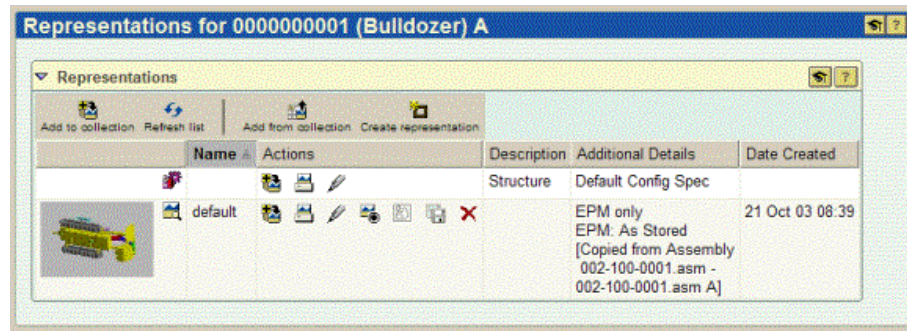 Representations for 0000000001 (Bulldozer) A
?
Representations
?
Add to collection Refresh list Add from collection Create representation
Name Actions Description Additional Details Date Created
Structure Default Config Spec
default EPM only 21 Oct 03 08:39
EPM: As Stored
[Copied from Assembly
002-100-0001.asm -
002-100-0001.asm A]